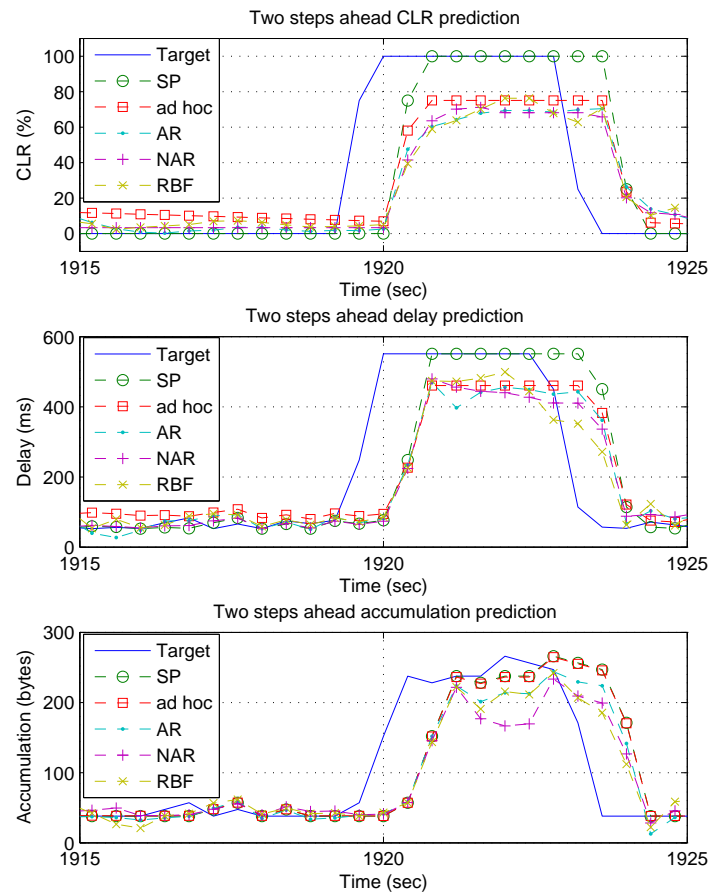 Two steps ahead CLR prediction
CLR (%)
100
80
60
40
20
0
Target
SP
ad hoc
AR
NAR
RBF
1915
1920
1925
Time (sec)
Two steps ahead delay prediction
Delay (ms)
600
400
200
0
Target
SP
ad hoc
AR
NAR
RBF
1915
1920
1925
Time (sec)
Two steps ahead accumulation prediction
Accumulation (bytes)
300
200
100
0
Target
SP
ad hoc
AR
NAR
RBF
1915
1920
1925
Time (sec)